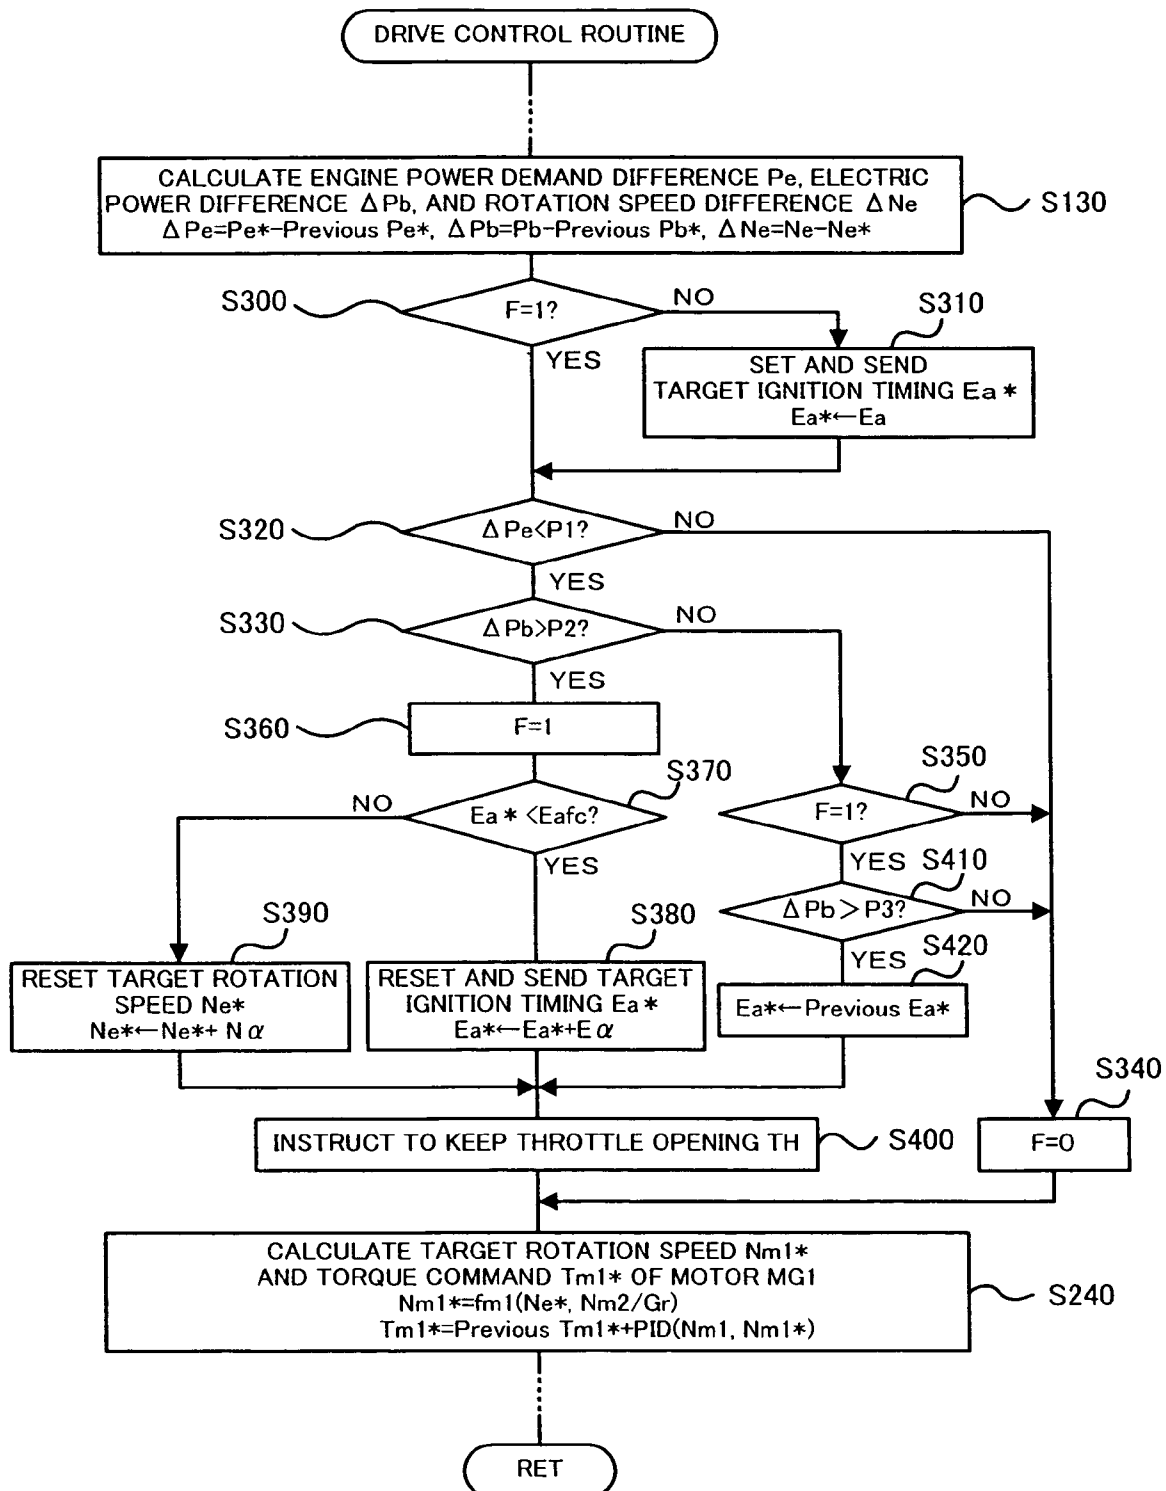 DRIVE CONTROL ROUTINE
CALCULATE ENGINE POWER DEMAND DIFFERENCE Pe, ELECTRIC
POWER DIFFERENCE ΔPb, AND ROTATION SPEED DIFFERENCE ΔNe
ΔPe=Pe*-Previous Pe*, ΔPb=Pb-Previous Pb*, ΔNe=Ne-Ne*
S130
S300
F=1?
NO
YES
S310
SET AND SEND
TARGET IGNITION TIMING Ea*
Ea*←Ea
S320
ΔPe<P1?
NO
YES
S330
ΔPb>P2?
NO
YES
S360
F=1
S370
Ea*<Eafc?
NO
YES
S350
F=1?
NO
YES
S410
ΔPb>P3?
NO
YES
S390
RESET TARGET ROTATION
SPEED Ne*
Ne*←Ne*+Nα
S380
RESET AND SEND TARGET
IGNITION TIMING Ea*
Ea*←Ea*+Eα
S420
Ea*←Previous Ea*
S340
F=0
INSTRUCT TO KEEP THROTTLE OPENING TH
S400
CALCULATE TARGET ROTATION SPEED Nm1*
AND TORQUE COMMAND Tm1* OF MOTOR MG1
Nm1*=fm1(Ne*, Nm2/Gr)
Tm1*=Previous Tm1*+PID(Nm1, Nm1*)
S240
RET